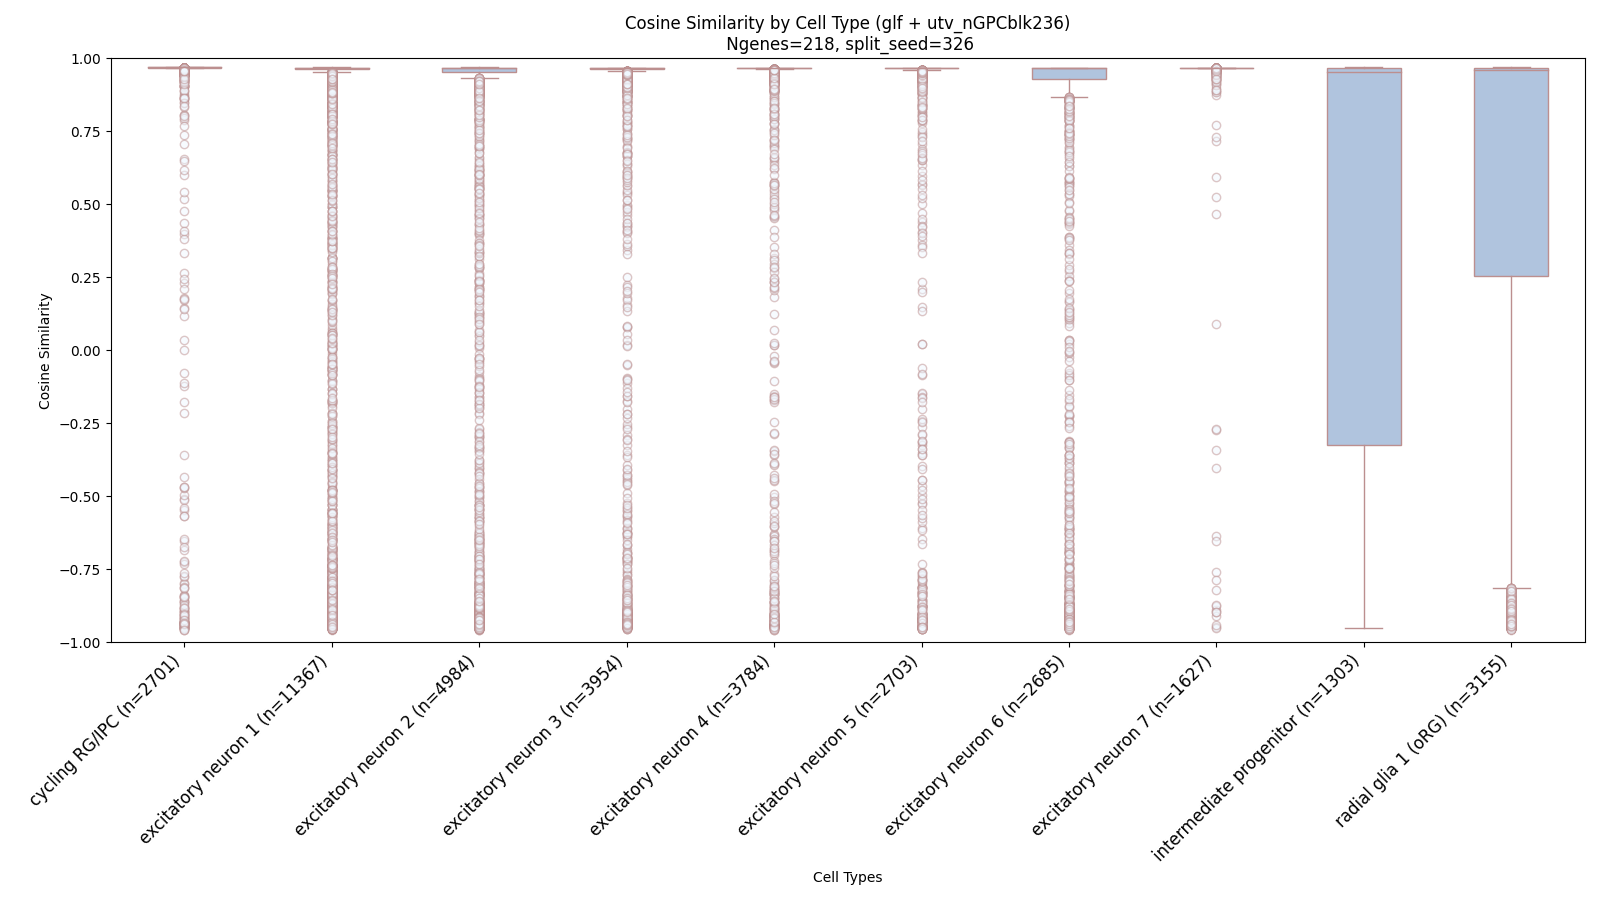 Cosine Similarity by Cell Type (glf + utv_nGPCblk236)
Ngenes=218, split_seed=326
Cosine Similarity
1.00
0.75
0.50
0.25
0.00
−0.25
−0.50
−0.75
−1.00
cycling RG/IPC (n=2701)
excitatory neuron 1 (n=11367)
excitatory neuron 2 (n=4984)
excitatory neuron 3 (n=3954)
excitatory neuron 4 (n=3784)
excitatory neuron 5 (n=2703)
excitatory neuron 6 (n=2685)
excitatory neuron 7 (n=1627)
intermediate progenitor (n=1303)
radial glia 1 (oRG) (n=3155)
Cell Types